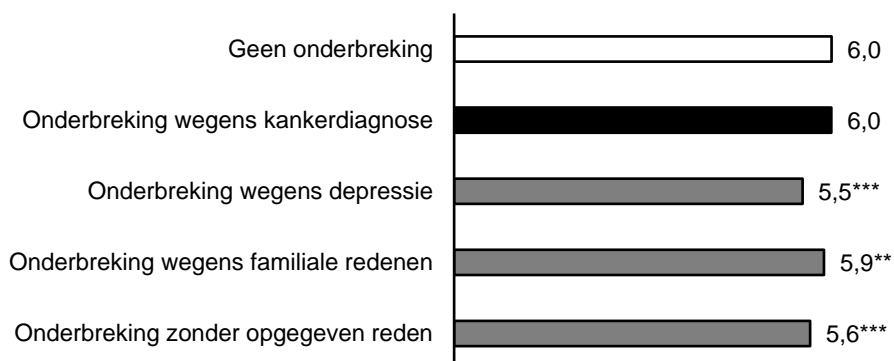 Geen onderbreking 6,0
Onderbreking wegens kankerdiagnose 6,0
Onderbreking wegens depressie 5,5***
Onderbreking wegens familiale redenen 5,9**
Onderbreking zonder opgegeven reden 5,6***